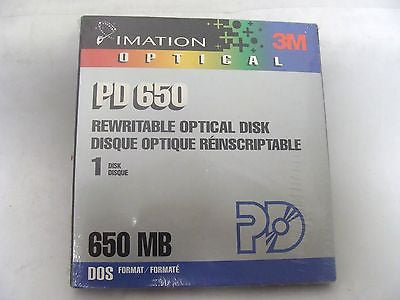 IMATION 3M
OPTICAL
PD 650
REWRITABLE OPTICAL DISK
DISQUE OPTIQUE RÉINSCRIPTABLE
1 DISK
DISQUE
650 MB
PD
DOS FORMAT/FORMATÉ